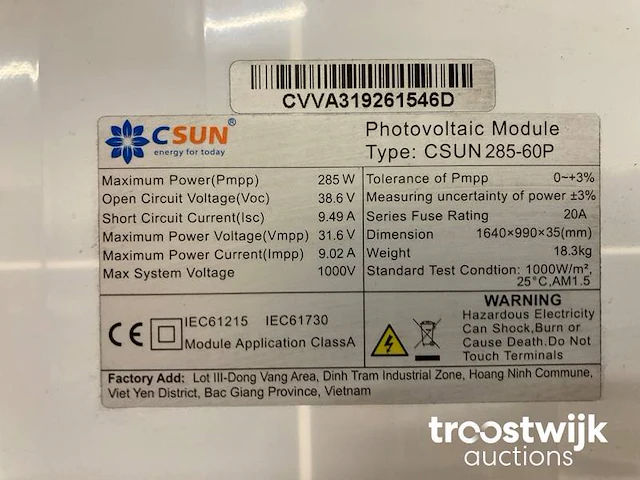 CVVA319261546D
CSUN®
energy for today
Photovoltaic Module
Type: CSUN 285-60P
Maximum Power(Pmpp) 285 W
Open Circuit Voltage(Voc) 38.6 V
Short Circuit Current(Isc) 9.49 A
Maximum Power Voltage(Vmpp) 31.6 V
Maximum Power Current(Impp) 9.02 A
Max System Voltage 1000V
Tolerance of Pmpp 0~+3%
Measuring uncertainty of power ±3%
Series Fuse Rating 20A
Dimension 1640×990×35(mm)
Weight 18.3kg
Standard Test Condtion: 1000W/m²,
25°C,AM1.5
CE
IEC61215 IEC61730
Module Application ClassA
WARNING
Hazardous Electricity
Can Shock,Burn or
Cause Death.Do Not
Touch Terminals
Factory Add: Lot III-Dong Vang Area, Dinh Tram Industrial Zone, Hoang Ninh Commune,
Viet Yen District, Bac Giang Province, Vietnam
troostwijk
auctions